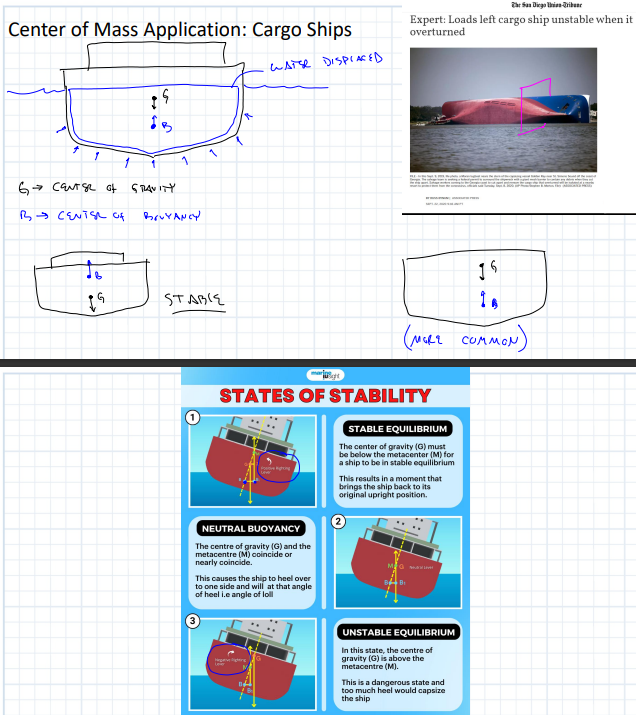 The San Diego Union-Tribune
Expert: Loads left cargo ship unstable when it
overturned
Center of Mass Application: Cargo Ships
WATER DISPLACED
G
B
G → CENTER OF GRAVITY
B → CENTER OF BUOYANCY
B
G
STABLE
G
B
(MORE COMMON)
STATES OF STABILITY
1
STABLE EQUILIBRIUM
The center of gravity (G) must
be below the metacenter (M) for
a ship to be in stable equilibrium
This results in a moment that
brings the ship back to its
original upright position.
Positive Righting
Lever
NEUTRAL BUOYANCY
The centre of gravity (G) and the
metacentre (M) coincide or
nearly coincide.
This causes the ship to heel over
to one side and will at that angle
of heel i.e angle of loll
2
M G Neutral Lever
B B₁
3
UNSTABLE EQUILIBRIUM
In this state, the centre of
gravity (G) is above the
metacentre (M).
This is a dangerous state and
too much heel would capsize
the ship
Negative Righting
Lever
G
M